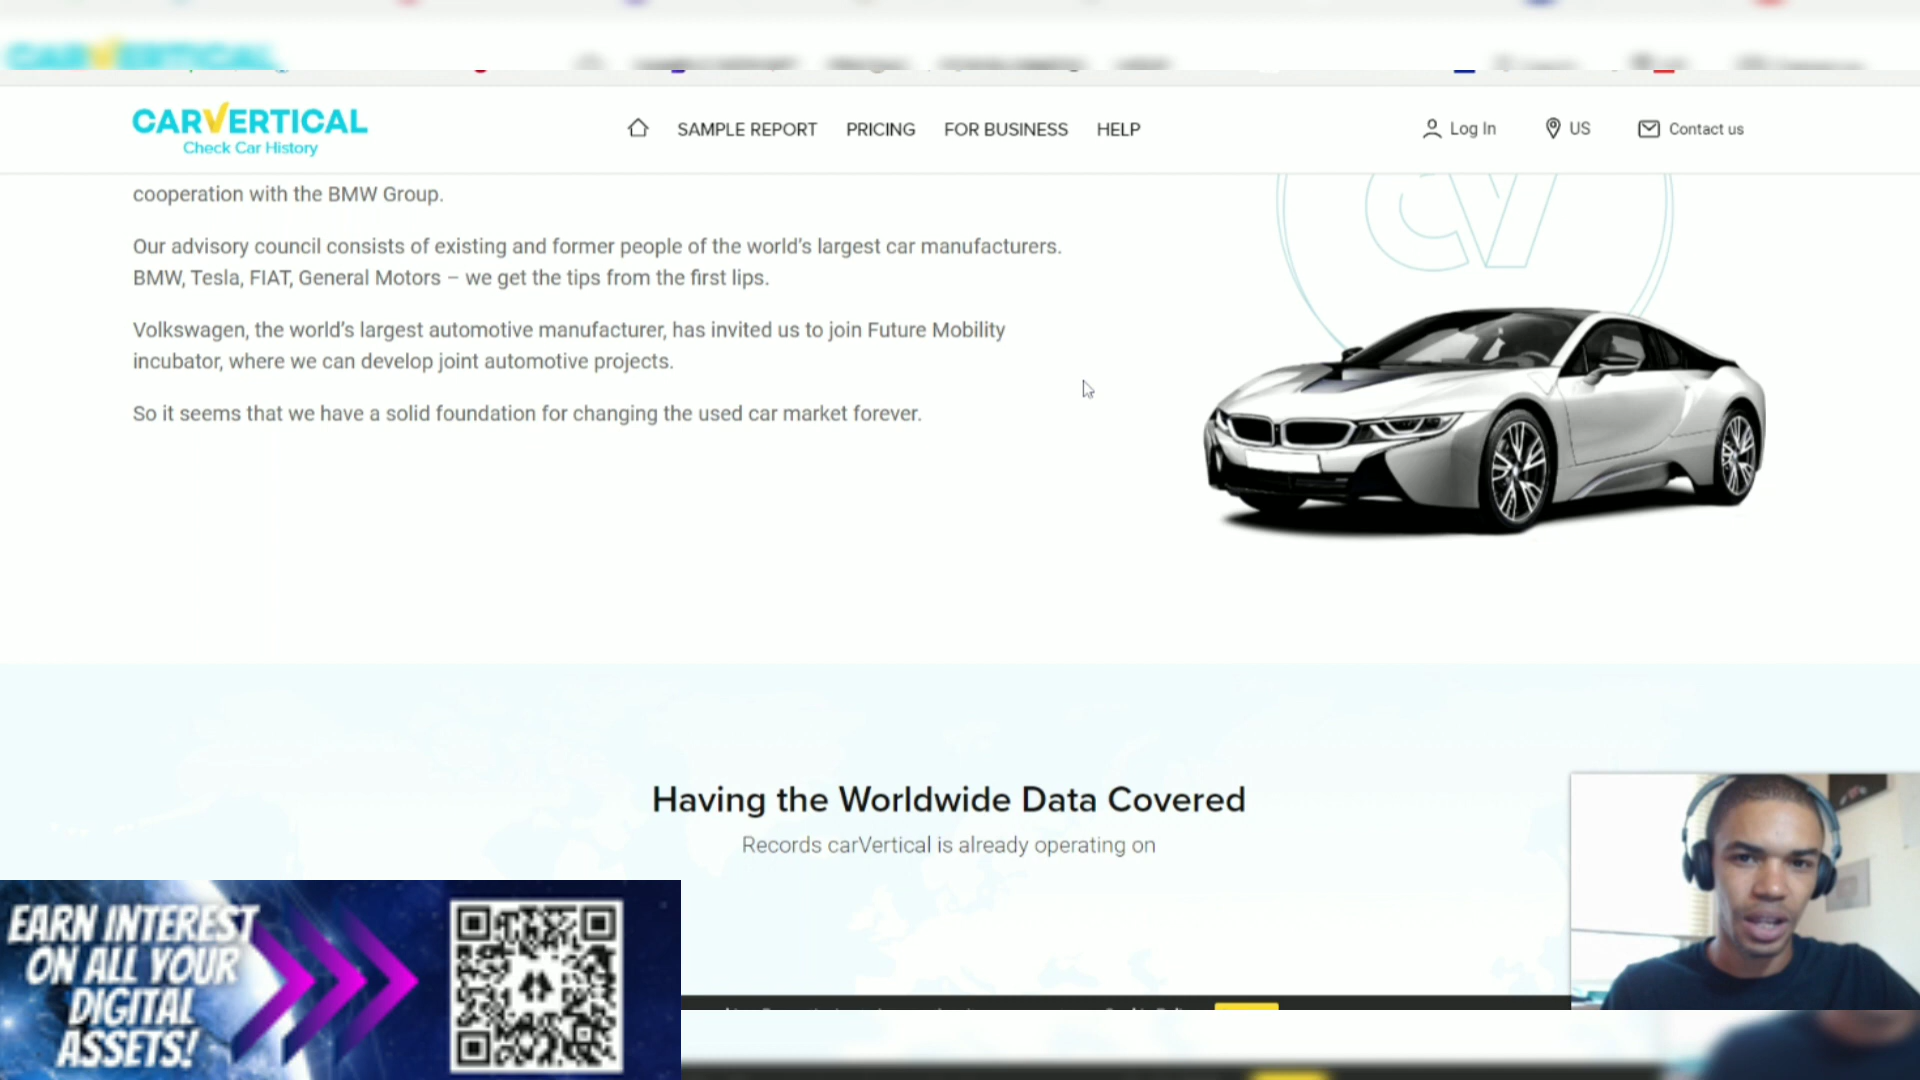 CARVERTICAL
Check Car History
SAMPLE REPORT PRICING FOR BUSINESS HELP
Log In US Contact us
cooperation with the BMW Group.
Our advisory council consists of existing and former people of the world's largest car manufacturers.
BMW, Tesla, FIAT, General Motors – we get the tips from the first lips.
Volkswagen, the world's largest automotive manufacturer, has invited us to join Future Mobility
incubator, where we can develop joint automotive projects.
So it seems that we have a solid foundation for changing the used car market forever.
CV
Having the Worldwide Data Covered
Records carVertical is already operating on
EARN INTEREST
ON ALL YOUR
DIGITAL
ASSETS!